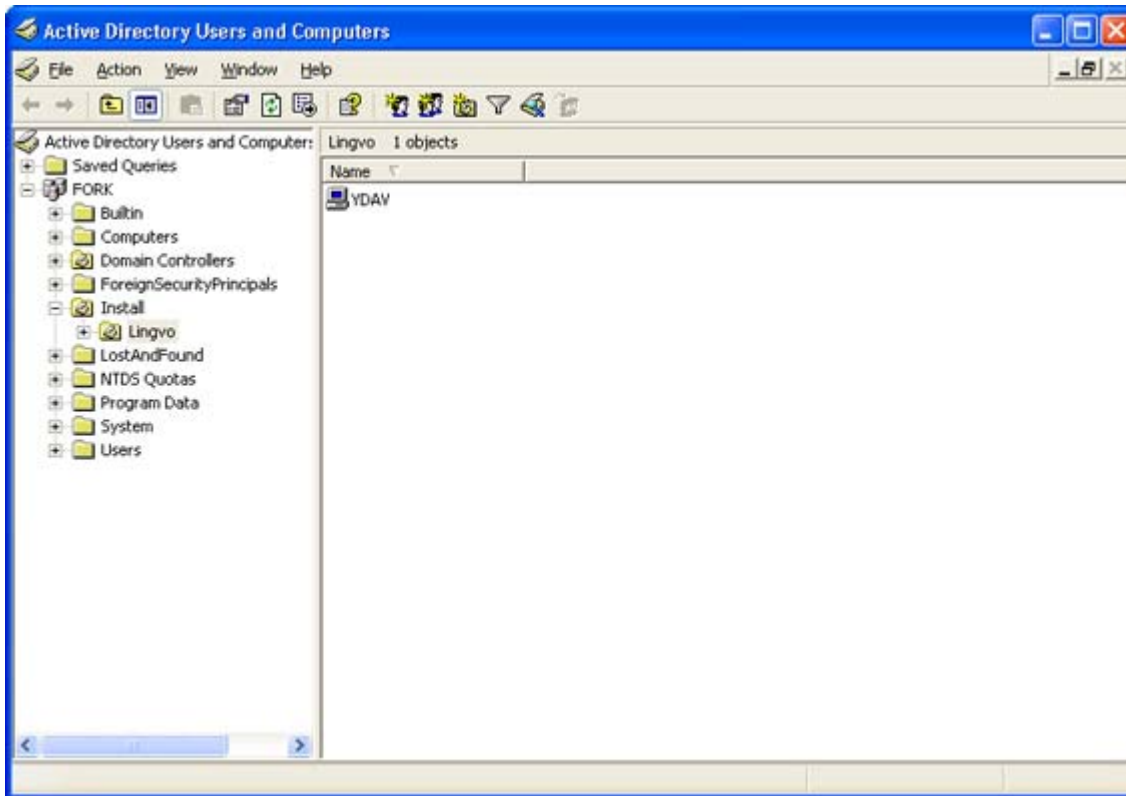 Active Directory Users and Computers
File Action View Window Help
Active Directory Users and Computer:
Lingvo 1 objects
Saved Queries
Name
FORK
YDAV
Builtin
Computers
Domain Controllers
ForeignSecurityPrincipals
Install
Lingvo
LostAndFound
NTDS Quotas
Program Data
System
Users